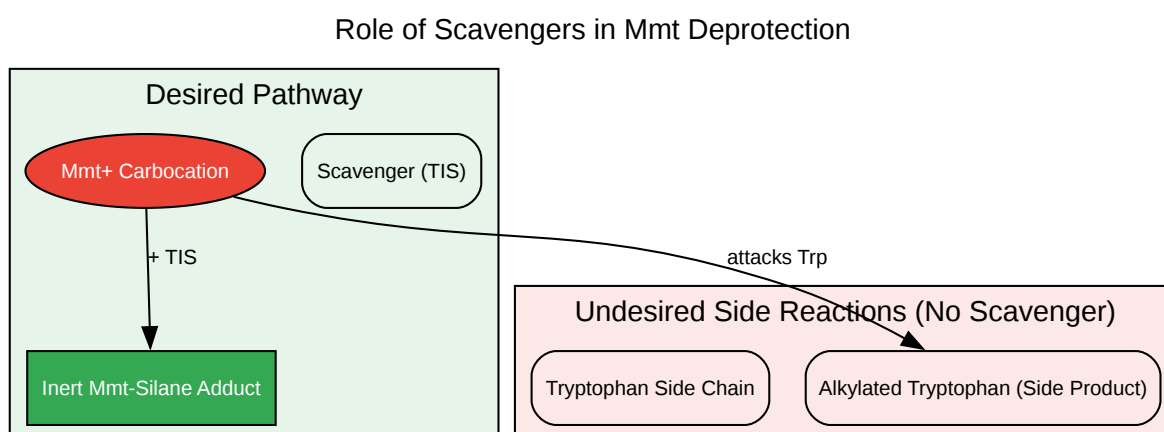 Role of Scavengers in Mmt Deprotection
Desired Pathway
Mmt+ Carbocation
Scavenger (TIS)
+ TIS
attacks Trp
Inert Mmt-Silane Adduct
Undesired Side Reactions (No Scavenger)
Tryptophan Side Chain
Alkylated Tryptophan (Side Product)